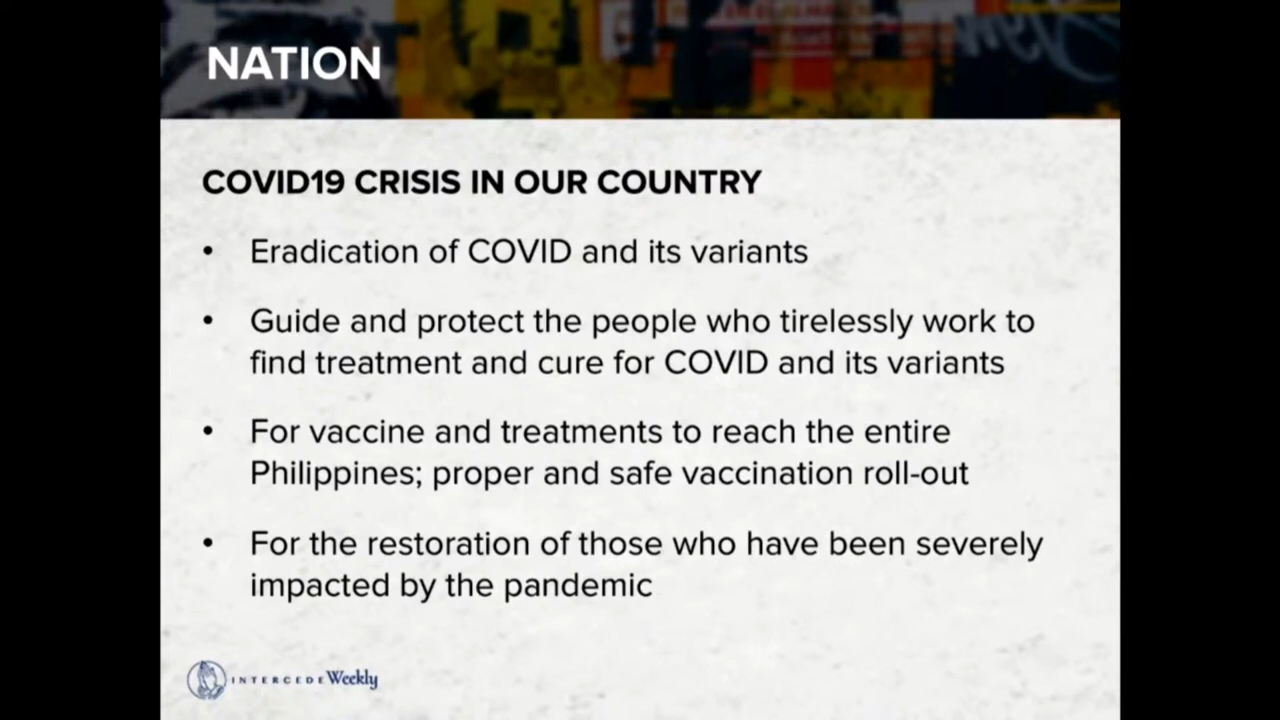 NATION
COVID19 CRISIS IN OUR COUNTRY
• Eradication of COVID and its variants
• Guide and protect the people who tirelessly work to
find treatment and cure for COVID and its variants
• For vaccine and treatments to reach the entire
Philippines; proper and safe vaccination roll-out
• For the restoration of those who have been severely
impacted by the pandemic
INTERCEDE Weekly